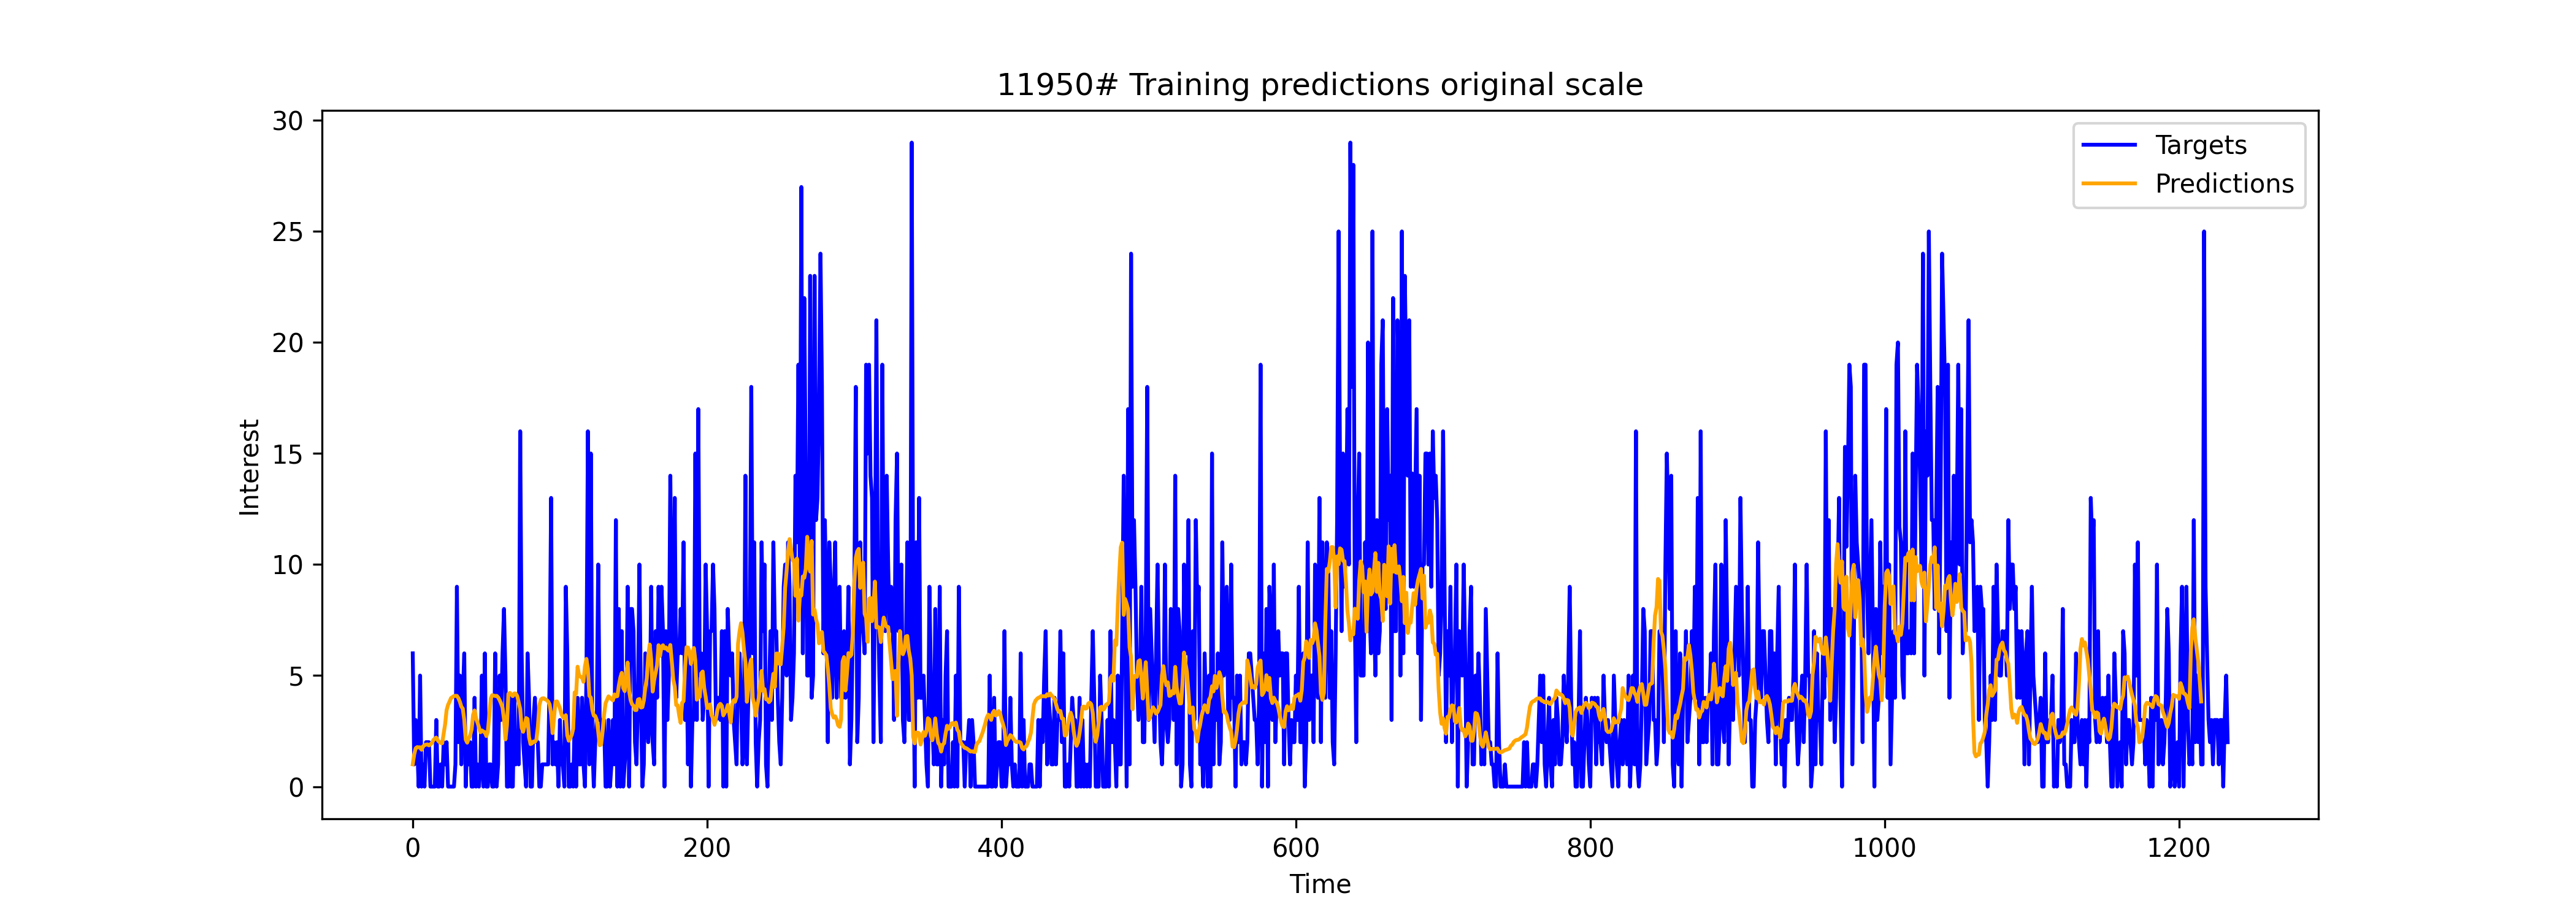 11950# Training predictions original scale
Targets
Predictions
30
25
20
15
10
5
0
Interest
0 200 400 600 800 1000 1200
Time